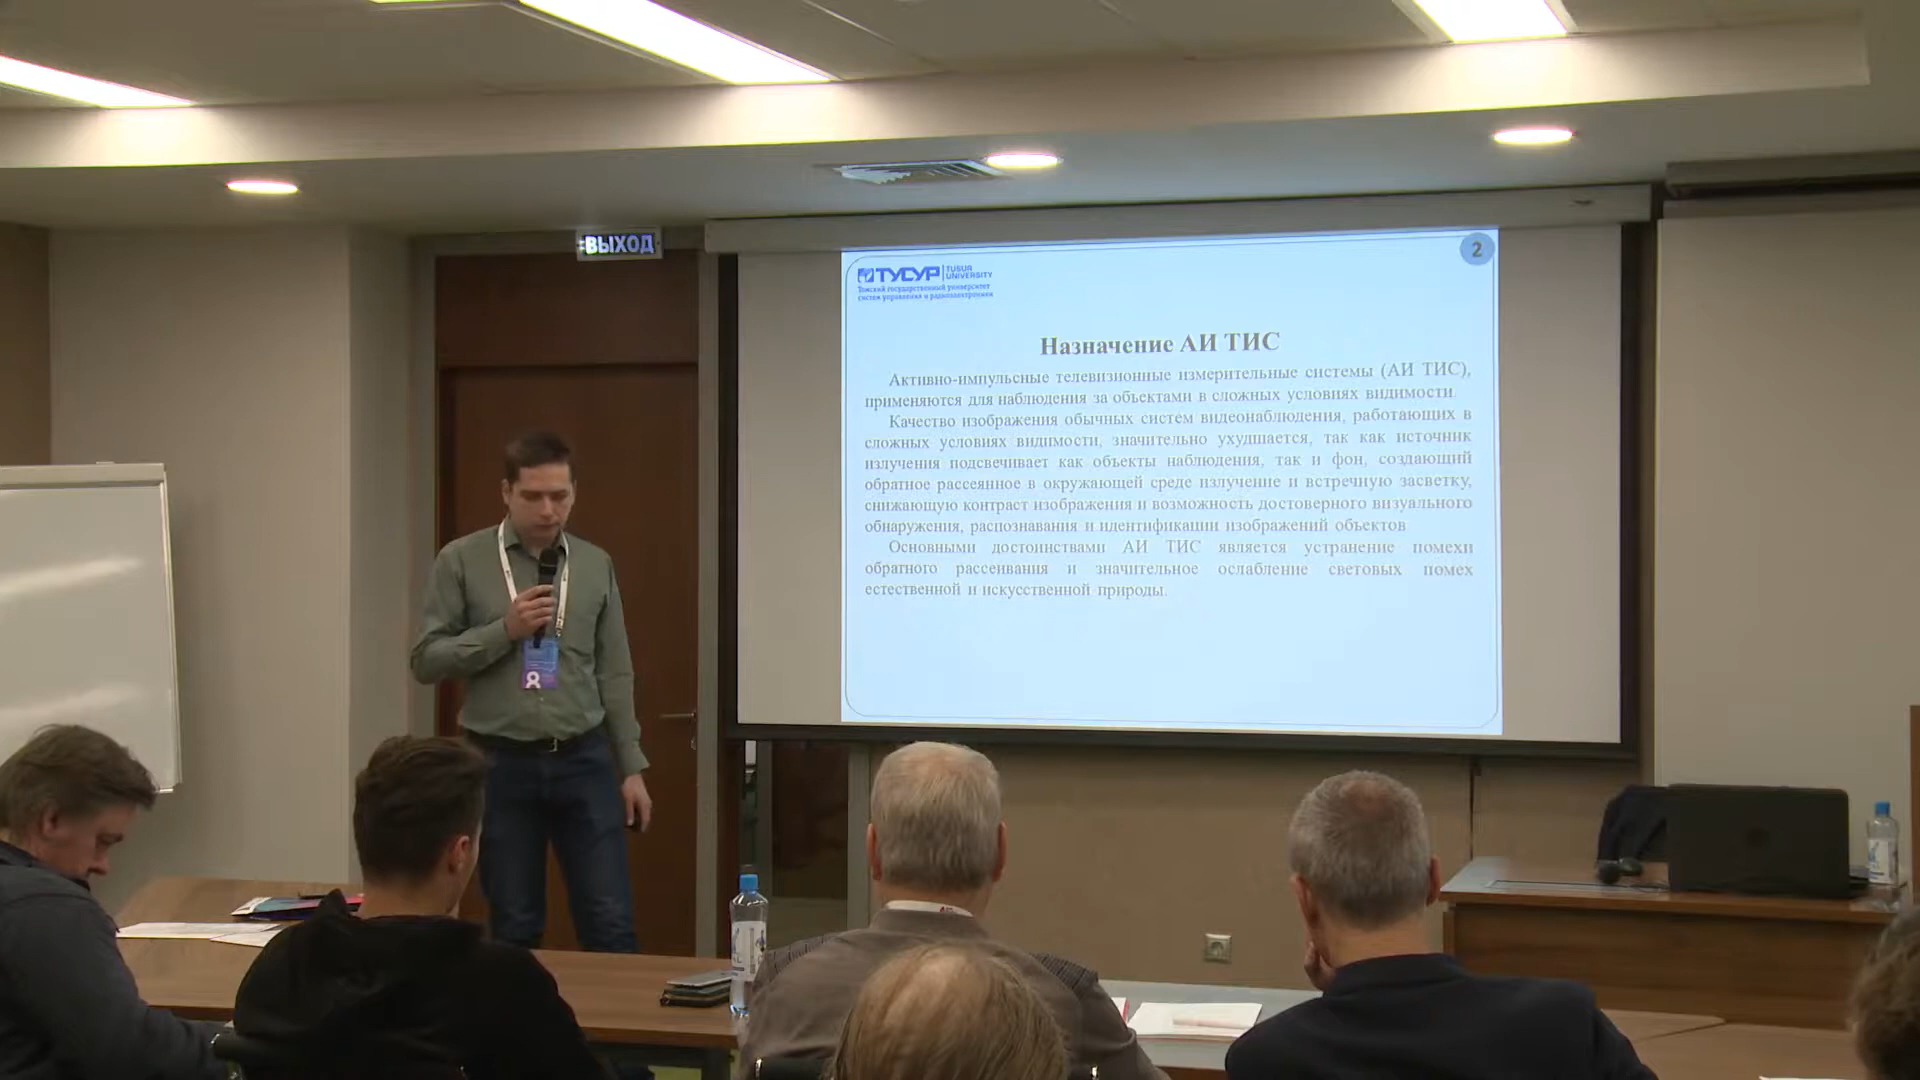 ВЫХОД
2
ТУСУР
TUSUR
UNIVERSITY
Томский государственный университет
систем управления и радиоэлектроники
Назначение АИ ТИС
Активно-импульсные телевизионные измерительные системы (АИ ТИС),
применяются для наблюдения за объектами в сложных условиях видимости.
Качество изображения обычных систем видеонаблюдения, работающих в
сложных условиях видимости, значительно ухудшается, так как источник
излучения подсвечивает как объекты наблюдения, так и фон, создающий
обратное рассеянное в окружающей среде излучение и встречную засветку,
снижающую контраст изображения и возможность достоверного визуального
обнаружения, распознавания и идентификации изображений объектов
Основными достоинствами АИ ТИС является устранение помехи
обратного рассеивания и значительное ослабление световых помех
естественной и искусственной природы.
8